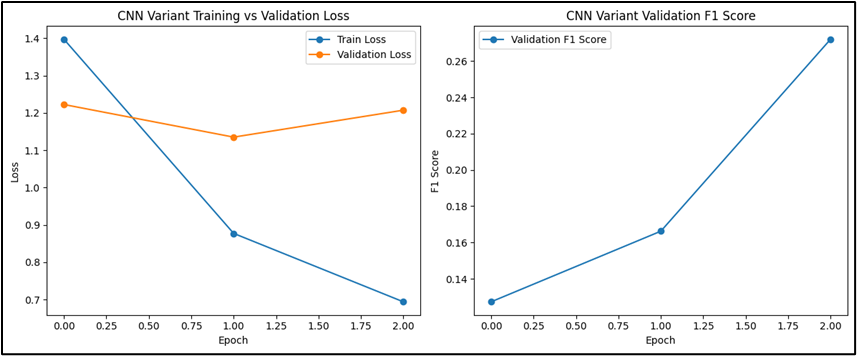 CNN Variant Training vs Validation Loss
Train Loss
Validation Loss
Loss
1.4
1.3
1.2
1.1
1.0
0.9
0.8
0.7
0.00 0.25 0.50 0.75 1.00 1.25 1.50 1.75 2.00
Epoch
CNN Variant Validation F1 Score
Validation F1 Score
F1 Score
0.26
0.24
0.22
0.20
0.18
0.16
0.14
0.00 0.25 0.50 0.75 1.00 1.25 1.50 1.75 2.00
Epoch